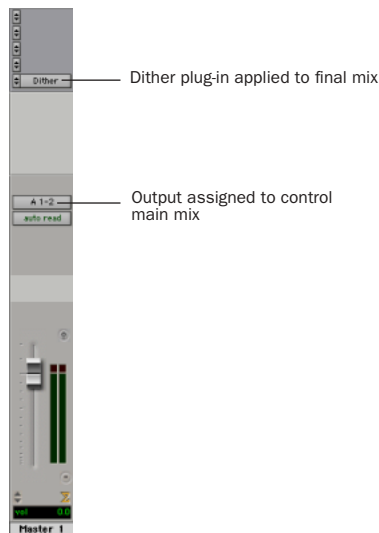 Dither
Dither plug-in applied to final mix
A 1-2
Output assigned to control
main mix
auto read
vol 0.0
Master 1